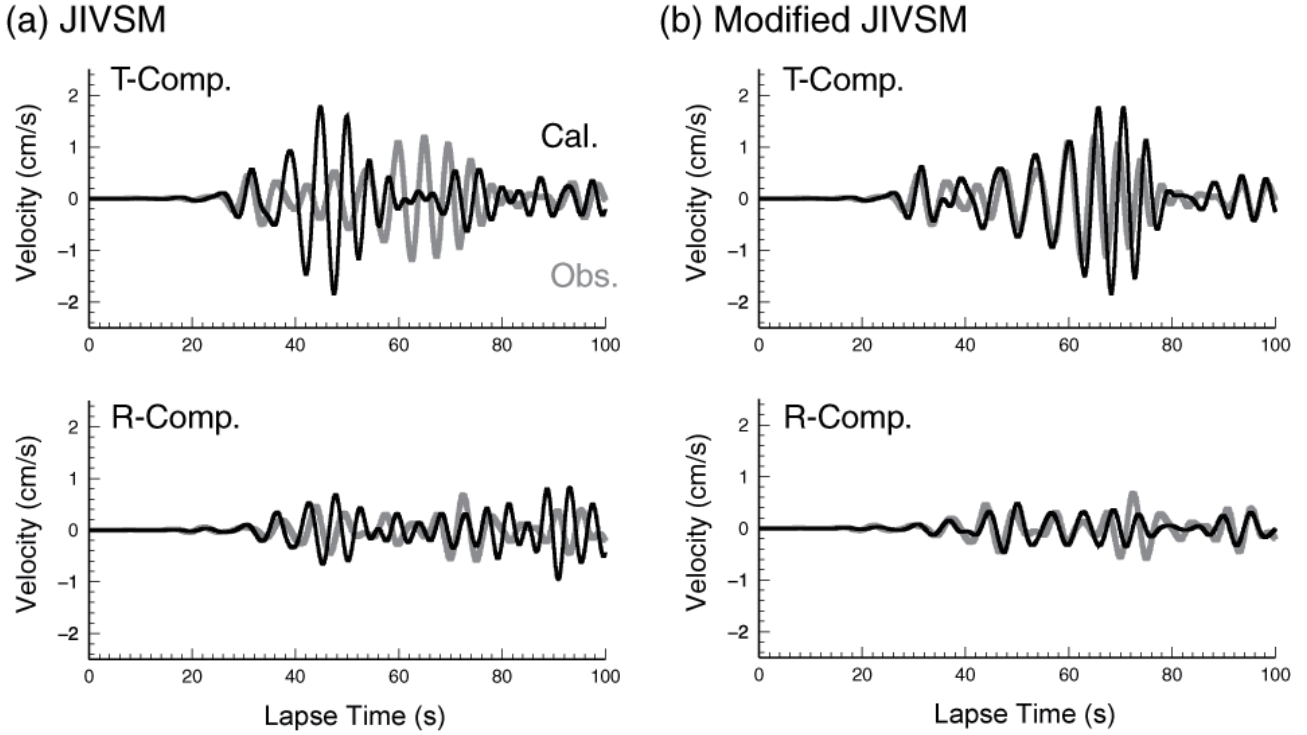 (a) JIVSM
(b) Modified JIVSM
T-Comp.
Cal.
Obs.
Velocity (cm/s)
2
1
0
−1
−2
0 20 40 60 80 100
T-Comp.
Velocity (cm/s)
2
1
0
−1
−2
0 20 40 60 80 100
R-Comp.
Velocity (cm/s)
2
1
0
−1
−2
0 20 40 60 80 100
Lapse Time (s)
R-Comp.
Velocity (cm/s)
2
1
0
−1
−2
0 20 40 60 80 100
Lapse Time (s)